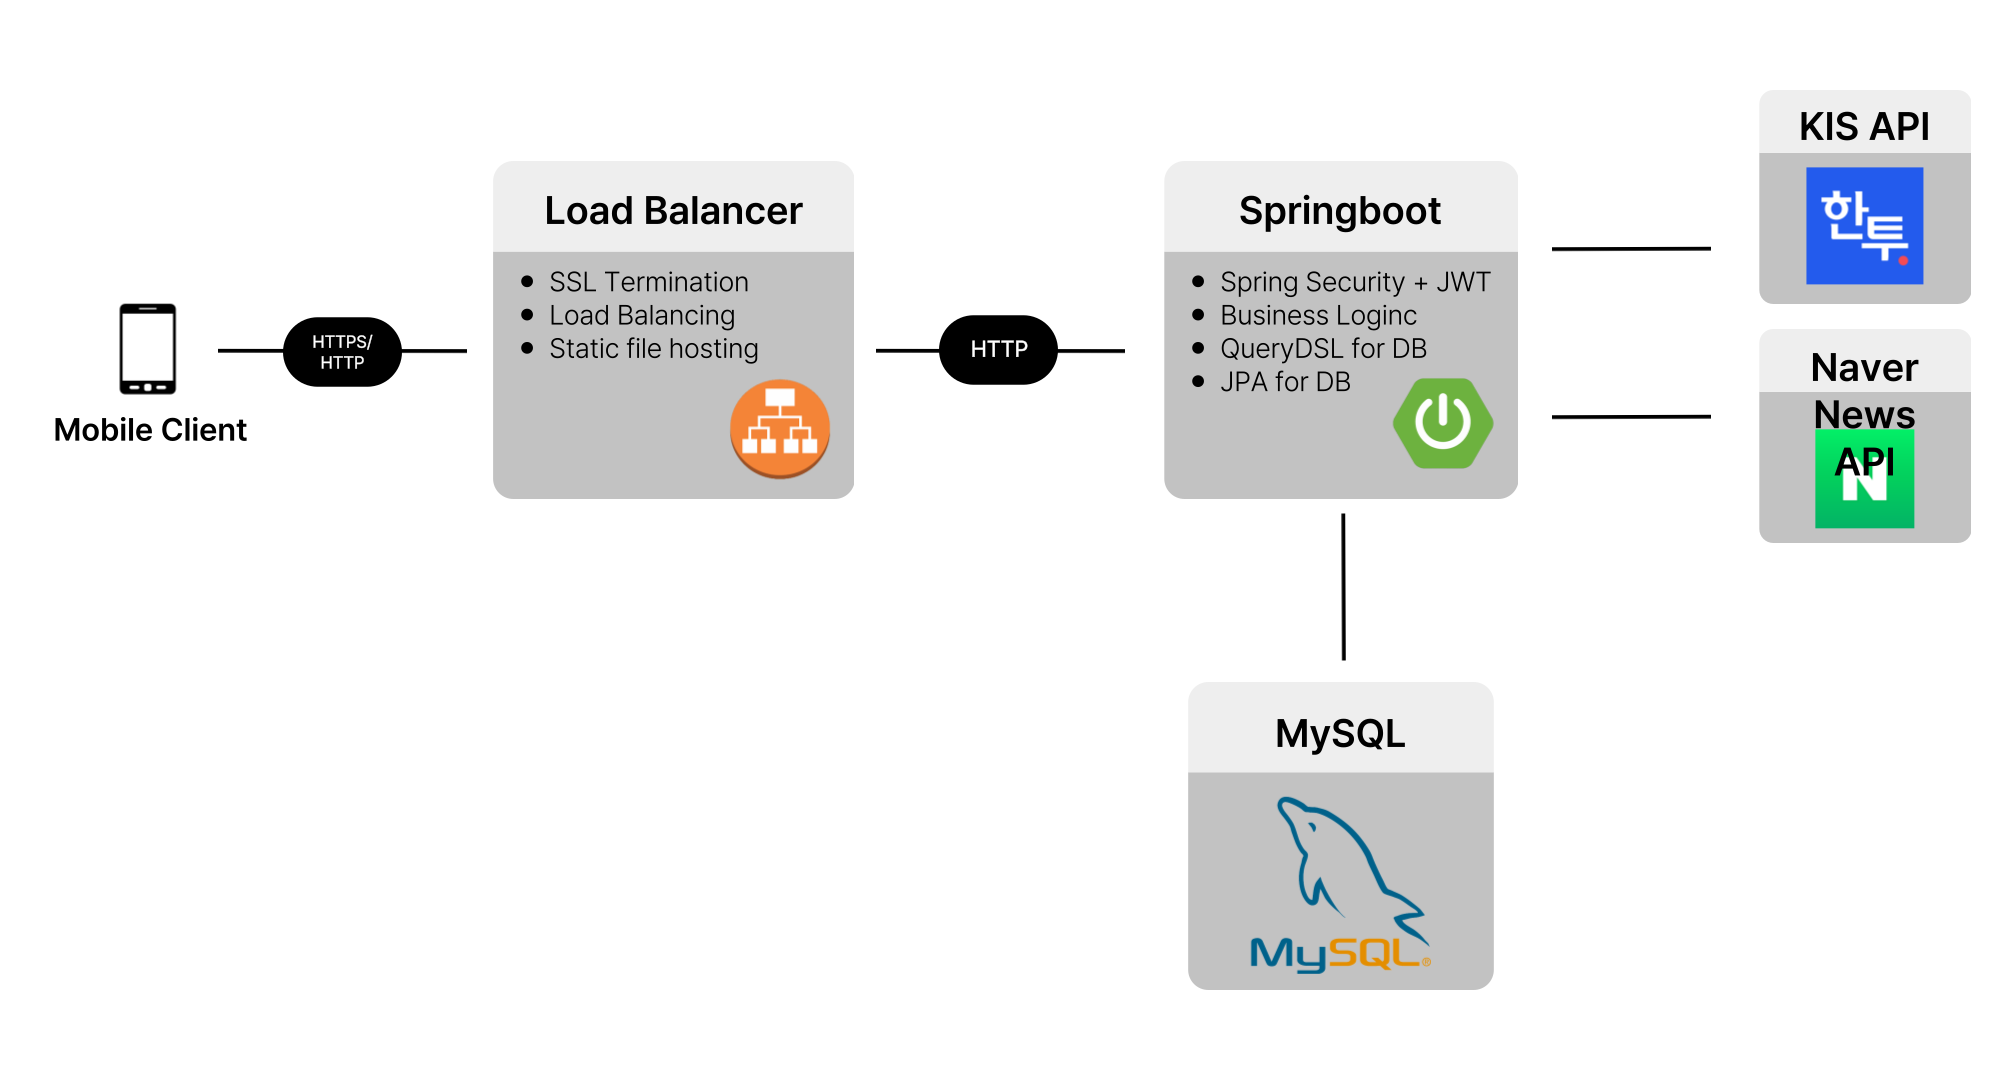 Mobile Client
HTTPS/
HTTP
Load Balancer
SSL Termination
Load Balancing
Static file hosting
HTTP
Springboot
Spring Security + JWT
Business Loginc
QueryDSL for DB
JPA for DB
KIS API
한투
Naver
News
API
N
MySQL
MySQL®